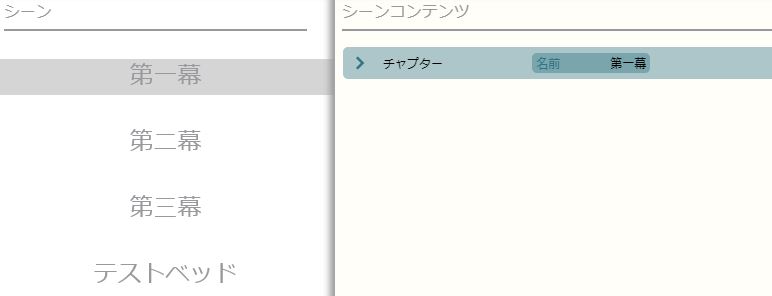 シーン
第一幕
第二幕
第三幕
テストベッド
シーンコンテンツ
チャプター 名前 第一幕